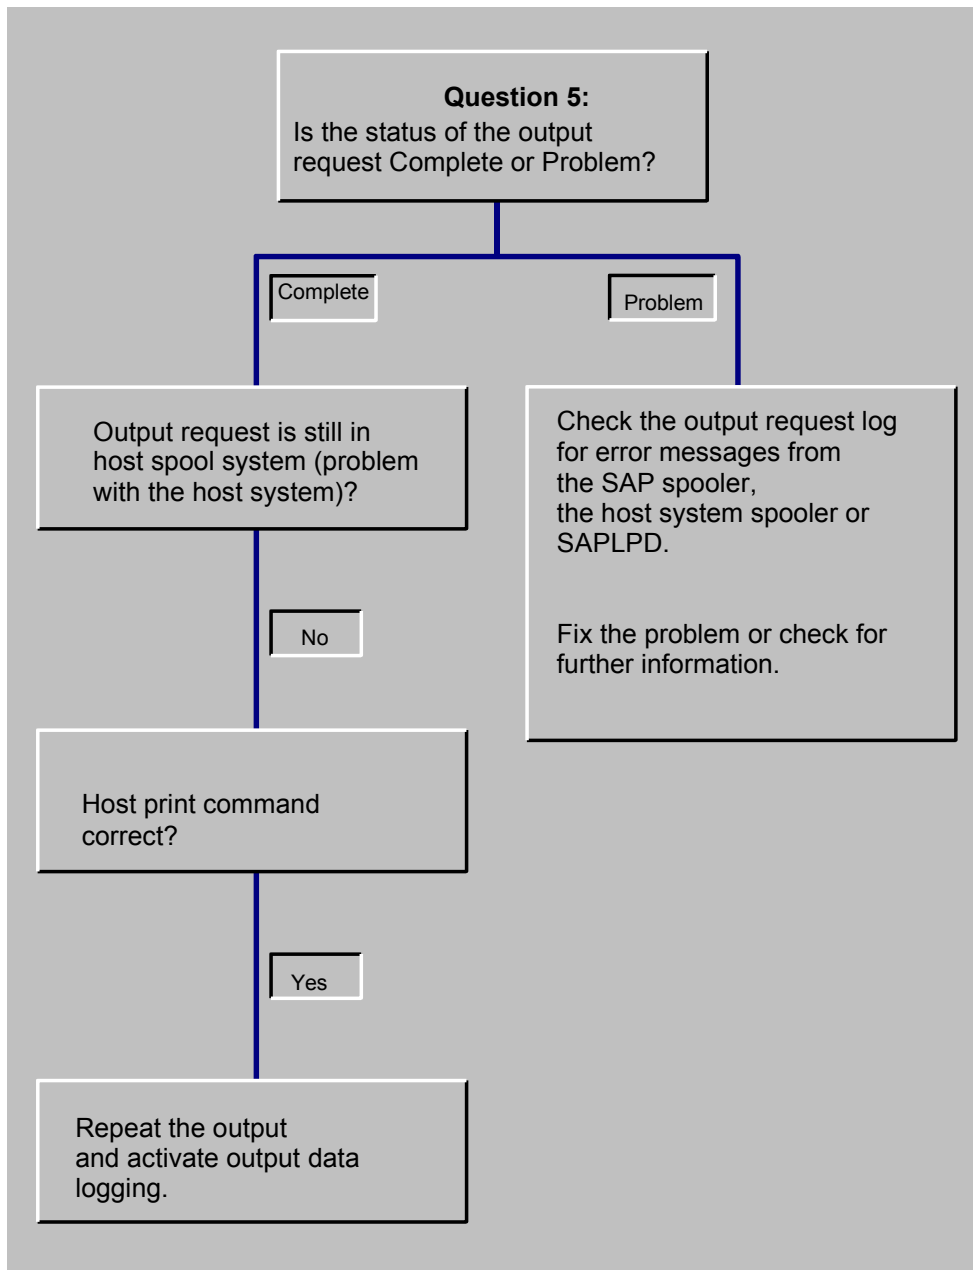 Question 5:
Is the status of the output
request Complete or Problem?
Complete
Problem
Output request is still in
host spool system (problem
with the host system)?
Check the output request log
for error messages from
the SAP spooler,
the host system spooler or
SAPLPD.
Fix the problem or check for
further information.
No
Host print command
correct?
Yes
Repeat the output
and activate output data
logging.